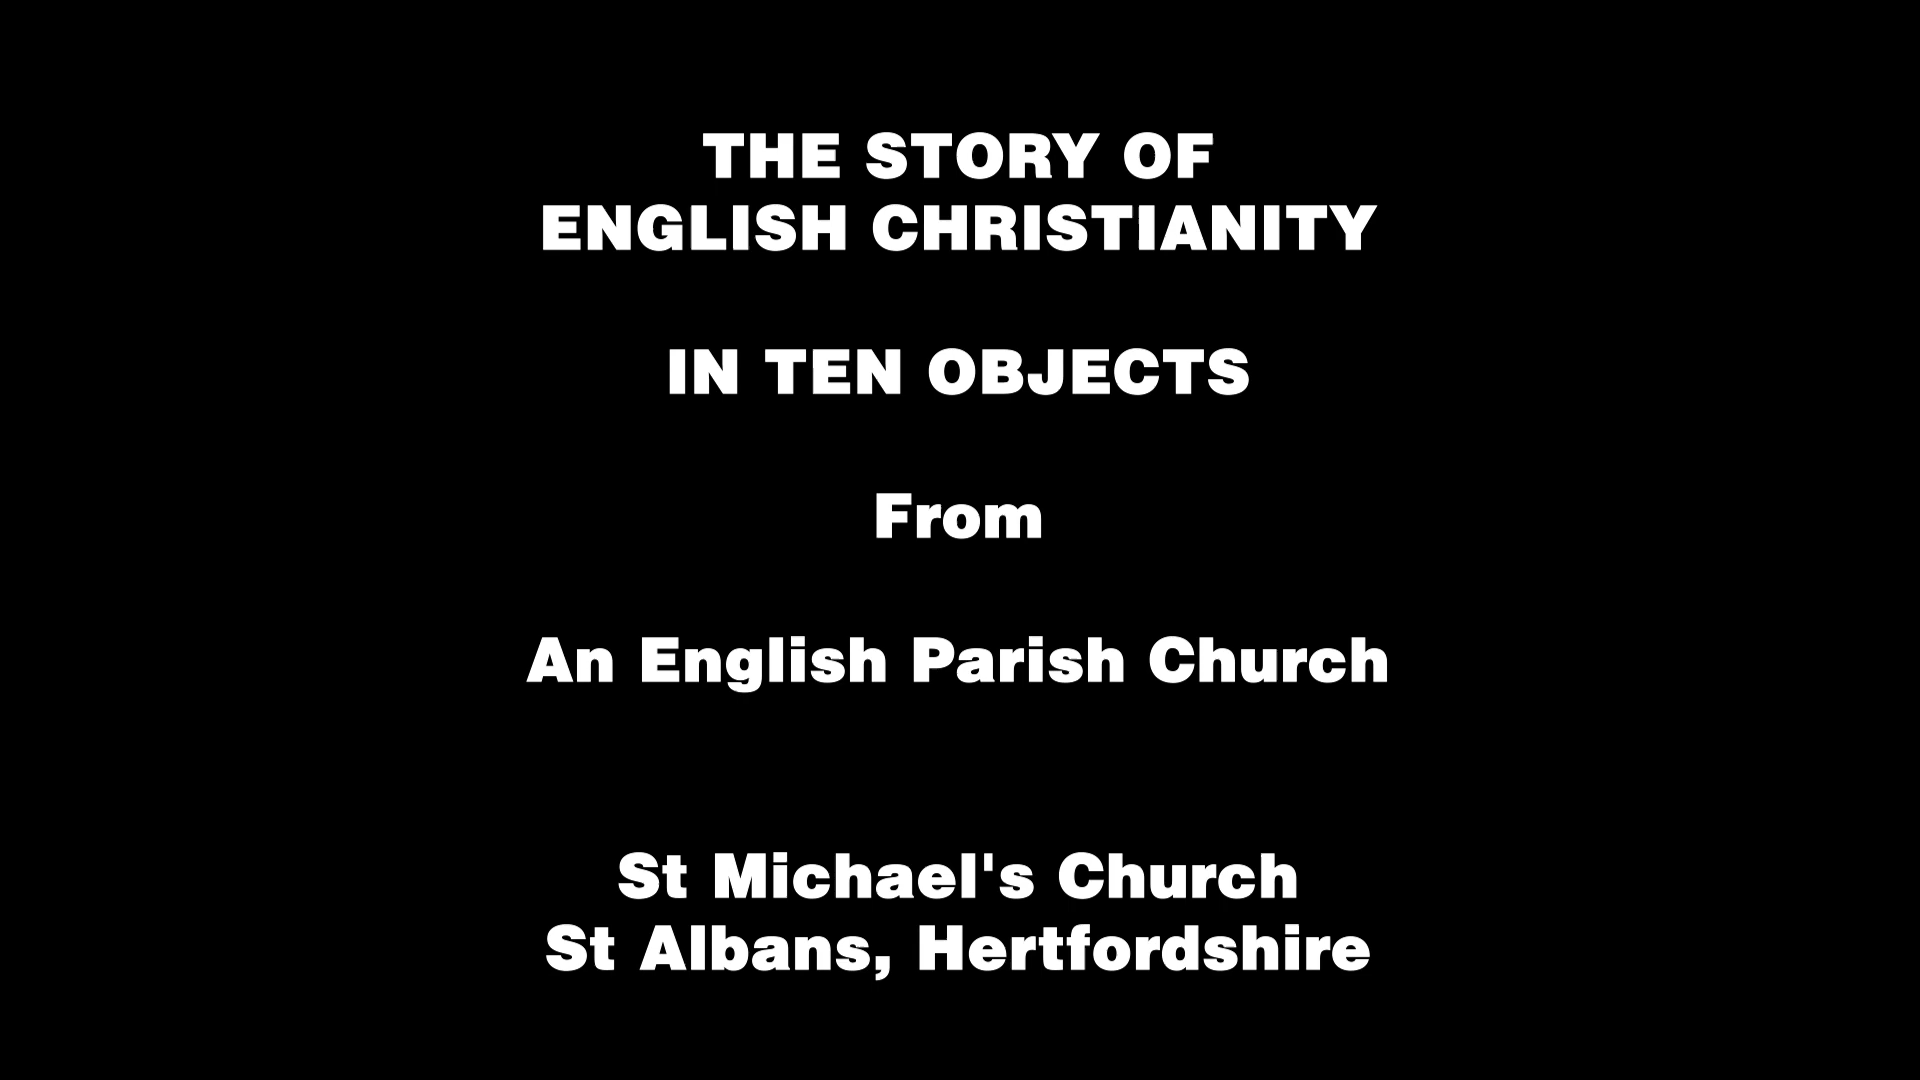 THE STORY OF
ENGLISH CHRISTIANITY
IN TEN OBJECTS
From
An English Parish Church
St Michael's Church
St Albans, Hertfordshire